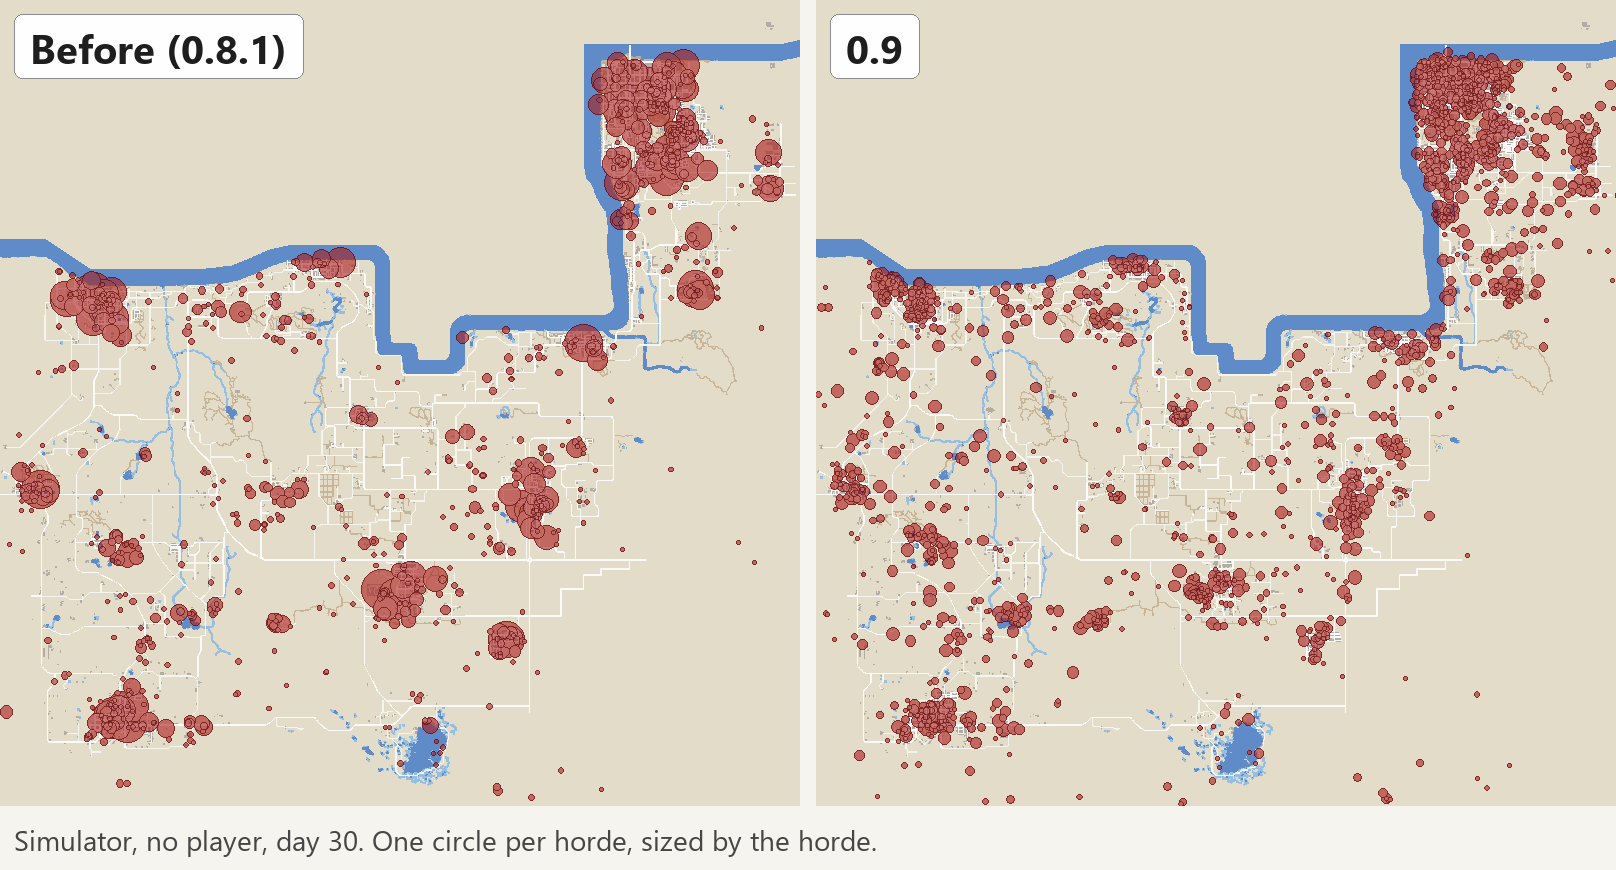 Before (0.8.1)
0.9
Simulator, no player, day 30. One circle per horde, sized by the horde.